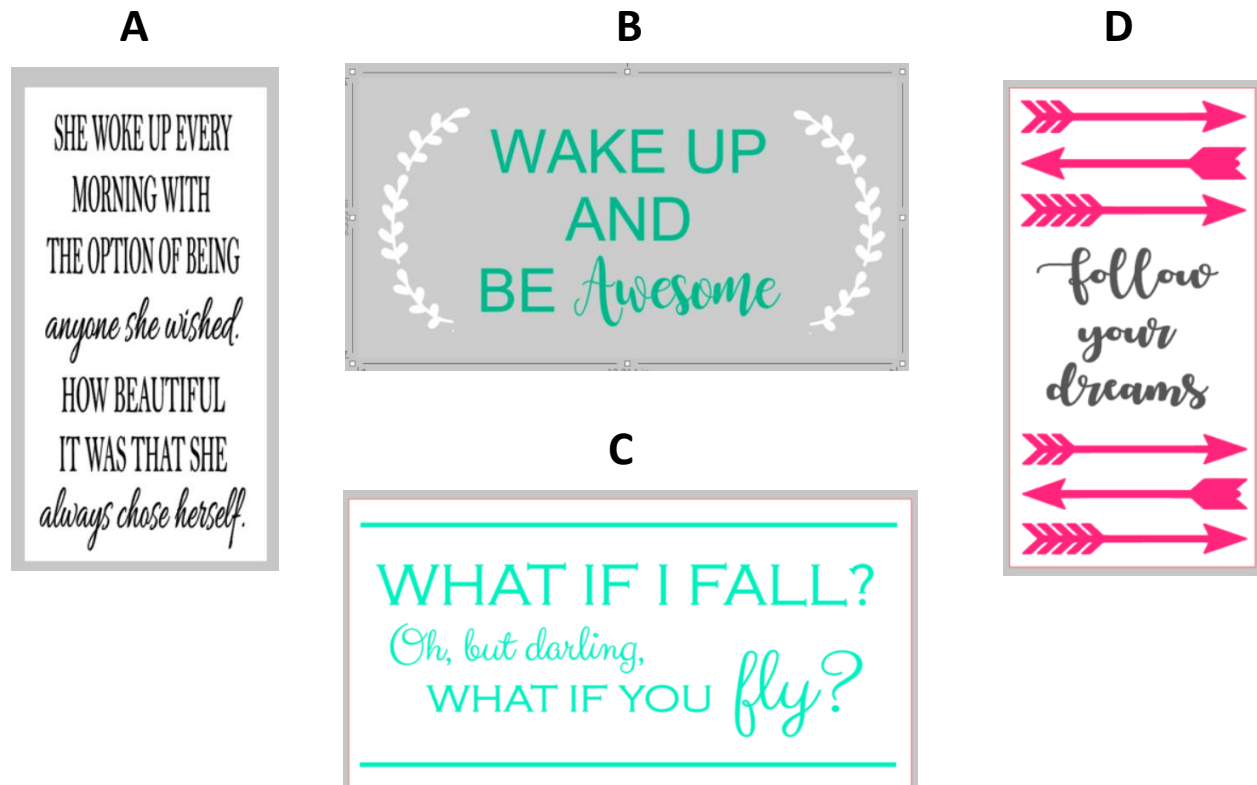 A
SHE WOKE UP EVERY
MORNING WITH
THE OPTION OF BEING
anyone she wished.
HOW BEAUTIFUL
IT WAS THAT SHE
always chose herself.
B
WAKE UP
AND
BE Awesome
C
WHAT IF I FALL?
Oh, but darling,
WHAT IF YOU fly?
D
follow
your
dreams